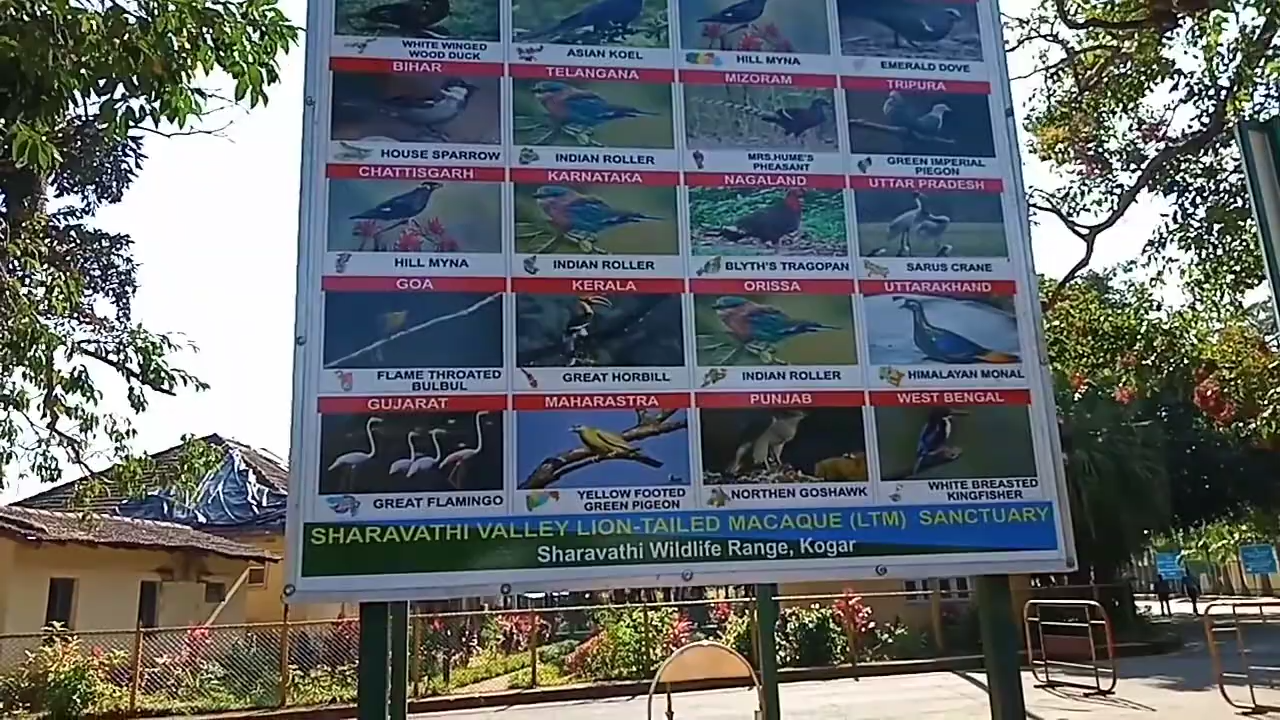 WHITE WINGED
WOOD DUCK
ASIAN KOEL
HILL MYNA
EMERALD DOVE
BIHAR
TELANGANA
MIZORAM
TRIPURA
HOUSE SPARROW
INDIAN ROLLER
MRS.HUME'S
PHEASANT
GREEN IMPERIAL
PIEGON
CHATTISGARH
KARNATAKA
NAGALAND
UTTAR PRADESH
HILL MYNA
INDIAN ROLLER
BLYTH'S TRAGOPAN
SARUS CRANE
GOA
KERALA
ORISSA
UTTARAKHAND
FLAME THROATED
BULBUL
GREAT HORBILL
INDIAN ROLLER
HIMALAYAN MONAL
GUJARAT
MAHARASTRA
PUNJAB
WEST BENGAL
GREAT FLAMINGO
YELLOW FOOTED
GREEN PIGEON
NORTHEN GOSHAWK
WHITE BREASTED
KINGFISHER
SHARAVATHI VALLEY LION-TAILED MACAQUE (LTM) SANCTUARY
Sharavathi Wildlife Range, Kogar